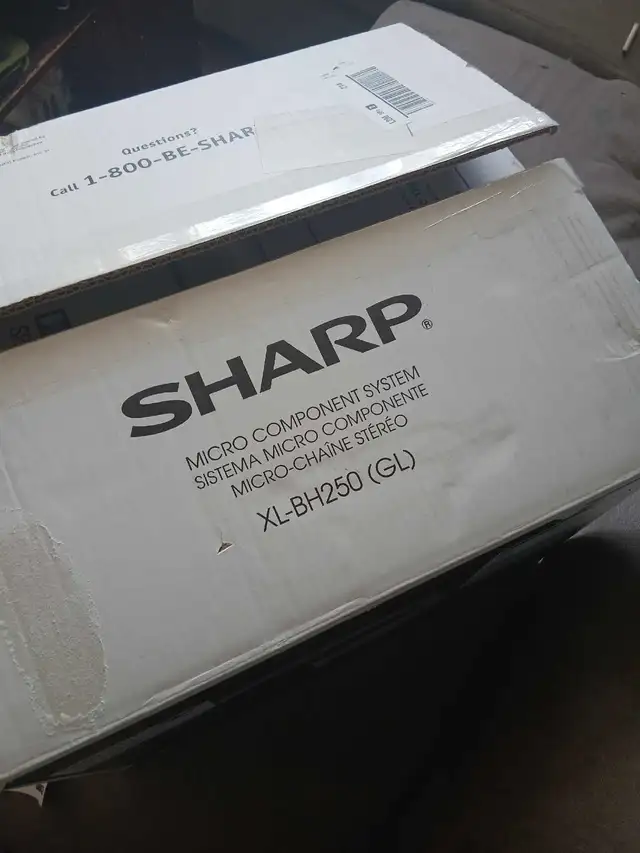 Questions?
Call 1-800-BE-SHAR
SHARP®
MICRO COMPONENT SYSTEM
SISTEMA MICRO COMPONENTE
MICRO-CHAÎNE STÉRÉO
XL-BH250 (GL)